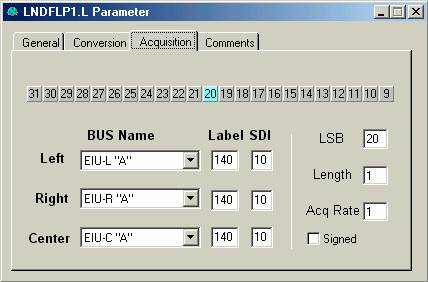 LNDFLP1.L Parameter
General Conversion Acquisition Comments
31 30 29 28 27 26 25 24 23 22 21 20 19 18 17 16 15 14 13 12 11 10 9
BUS Name Label SDI LSB 20
Left EIU-L "A" 140 10
Length 1
Right EIU-R "A" 140 10
Acq Rate 1
Center EIU-C "A" 140 10 Signed